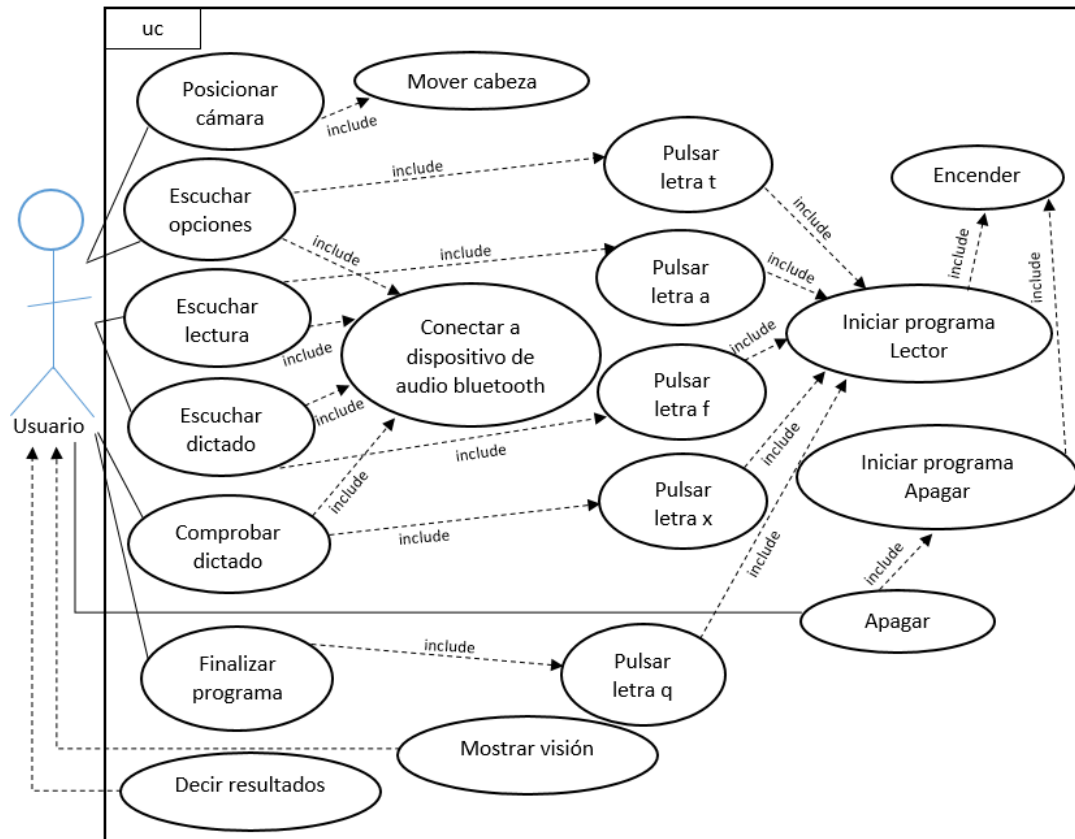 uc
Posicionar
cámara
Mover cabeza
include
Escuchar
opciones
include
Pulsar
letra t
Encender
include
include
include
include
Escuchar
lectura
include
Pulsar
letra a
include
include
Conectar a
dispositivo de
audio bluetooth
Iniciar programa
Lector
include
Escuchar
dictado
include
include
Pulsar
letra f
Usuario
include
Iniciar programa
Apagar
Comprobar
dictado
include
include
Pulsar
letra x
include
include
Apagar
Finalizar
programa
include
Pulsar
letra q
Mostrar visión
Decir resultados